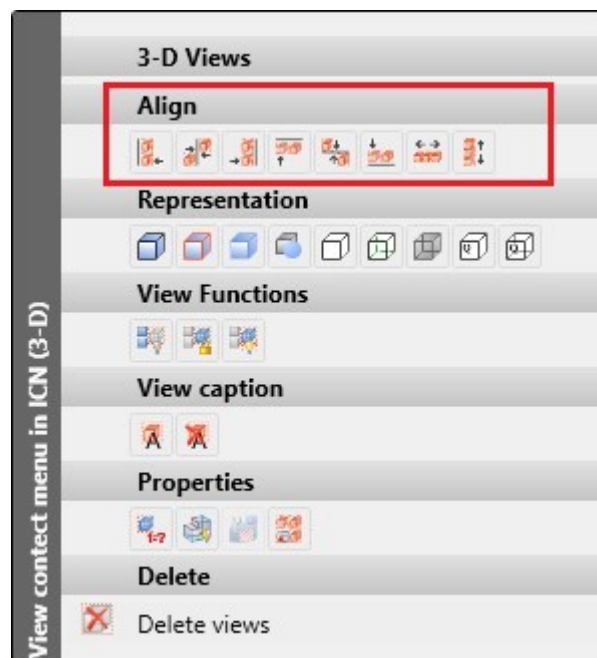 3-D Views
Align
Representation
View Functions
View caption
Properties
Delete
Delete views
View contect menu in ICN (3-D)